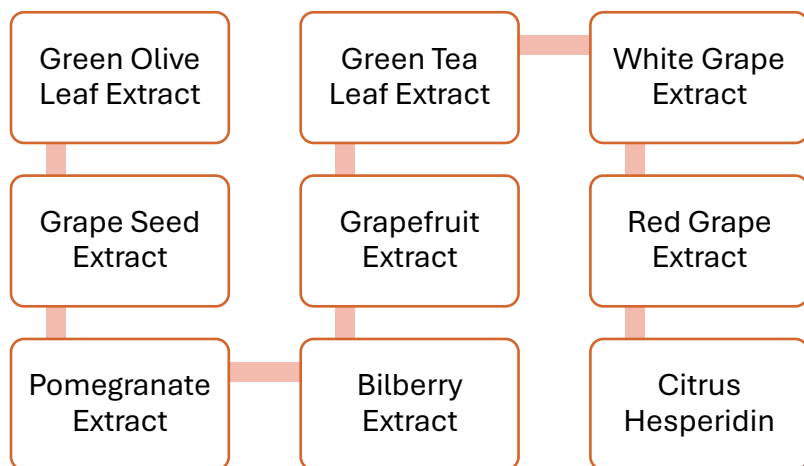 Green Olive
Leaf Extract
Grape Seed
Extract
Pomegranate
Extract
Bilberry
Extract
Grapefruit
Extract
Green Tea
Leaf Extract
White Grape
Extract
Red Grape
Extract
Citrus
Hesperidin